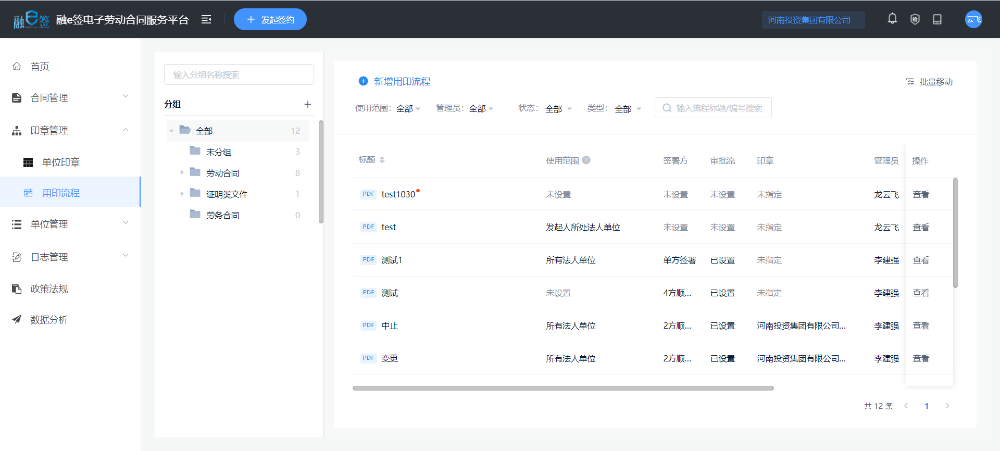 融e签 融e签电子劳动合同服务平台 + 发起签约 河南投资集团有限公司 云飞
首页
合同管理
印章管理
单位印章
用印流程
单位管理
日志管理
政策法规
数据分析
输入分组名称搜索
分组 +
全部 12
未分组 3
劳动合同 8
证明类文件 1
劳务合同 0
新增用印流程 批量移动
使用范围： 全部 管理员： 全部 状态： 全部 类型： 全部 输入流程标题/编号搜索
标题 使用范围 ? 签署方 审批流 印章 管理员 操作
PDF test1030 未设置 未设置 未设置 未指定 龙云飞 查看
PDF test 发起人所处法人单位 未设置 未设置 未指定 龙云飞 查看
PDF 测试1 所有法人单位 单方签署 已设置 未指定 李建强 查看
PDF 测试 未设置 4方顺... 已设置 未指定 李建强 查看
PDF 中止 所有法人单位 2方顺... 已设置 河南投资集团有限公司... 李建强 查看
PDF 变更 所有法人单位 2方顺... 已设置 河南投资集团有限公司... 李建强 查看
共 12 条 < 1 >